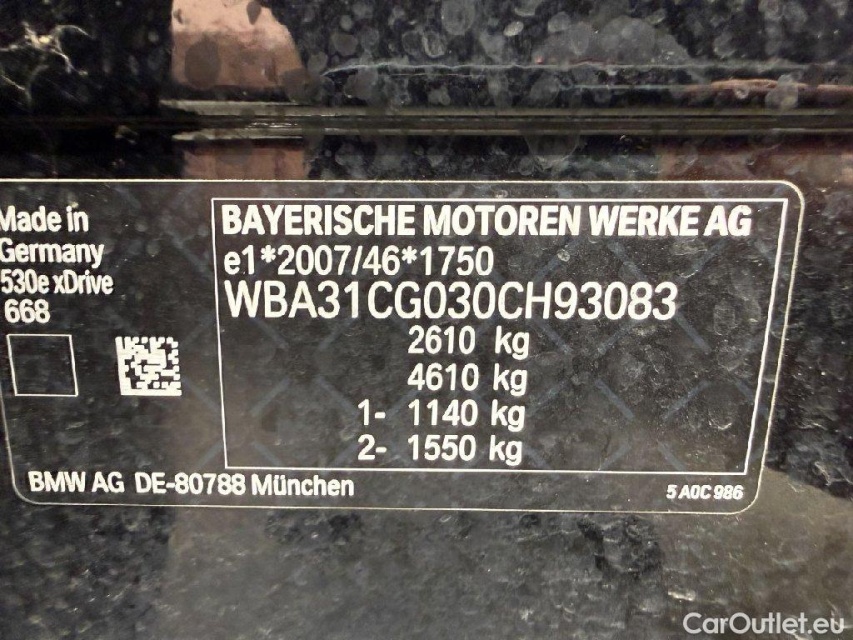 Made in
Germany
530e xDrive
668
BAYERISCHE MOTOREN WERKE AG
e1*2007/46*1750
WBA31CG030CH93083
2610 kg
4610 kg
1- 1140 kg
2- 1550 kg
BMW AG DE-80788 München
5 A0C 986
CarOutlet.eu